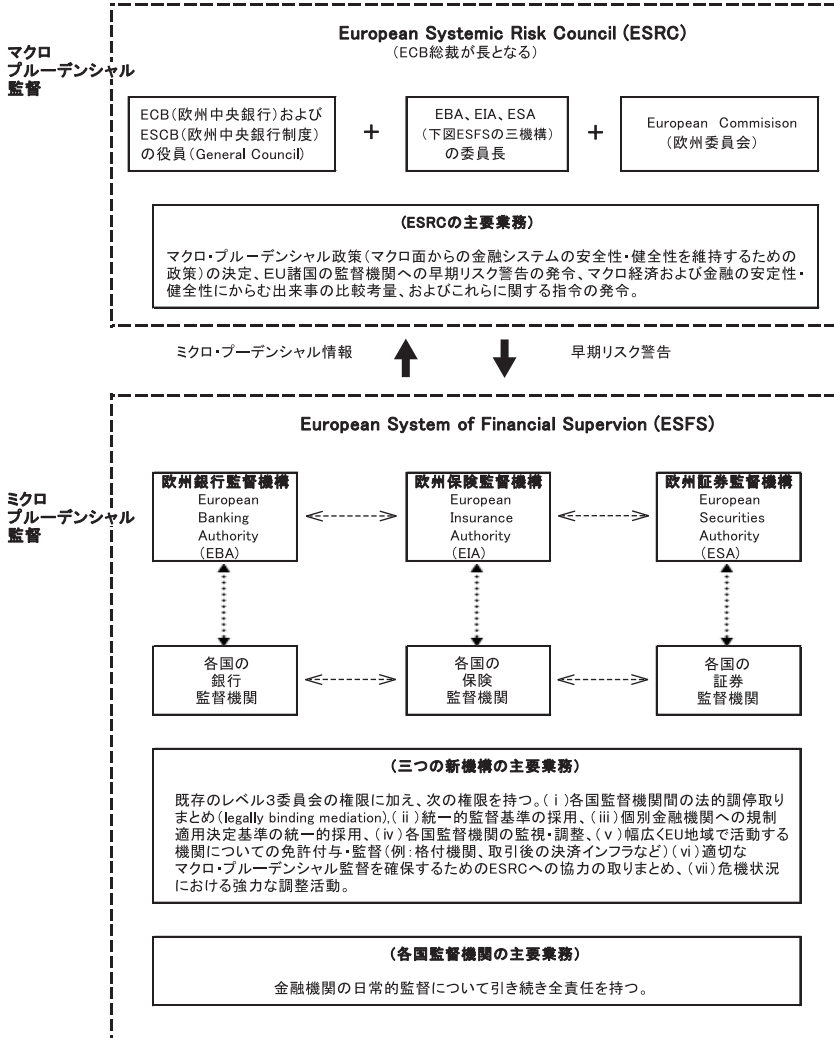 European Systemic Risk Council (ESRC)
(ECB総裁が長となる)
マクロ
プルーデンシャル
監督
ECB(欧州中央銀行)および
ESCB(欧州中央銀行制度)
の役員(General Council)
+
EBA、EIA、ESA
(下図ESFSの三機構)
の委員長
+
European Commisison
(欧州委員会)
(ESRCの主要業務)
マクロ・プルーデンシャル政策(マクロ面からの金融システムの安全性・健全性を維持するための
政策)の決定、EU諸国の監督機関への早期リスク警告の発令、マクロ経済および金融の安定性・
健全性にからむ出来事の比較考量、およびこれらに関する指令の発令。
ミクロ・プーデンシャル情報
早期リスク警告
European System of Financial Supervion (ESFS)
ミクロ
プルーデンシャル
監督
欧州銀行監督機構
European
Banking
Authority
(EBA)
欧州保険監督機構
European
Insurance
Authority
(EIA)
欧州証券監督機構
European
Securities
Authority
(ESA)
各国の
銀行
監督機関
各国の
保険
監督機関
各国の
証券
監督機関
(三つの新機構の主要業務)
既存のレベル3委員会の権限に加え、次の権限を持つ。(ⅰ)各国監督機関間の法的調停取り
まとめ(legally binding mediation),(ⅱ)統一的監督基準の採用、(ⅲ)個別金融機関への規制
適用決定基準の統一的採用、(ⅳ)各国監督機関の監視・調整、(ⅴ)幅広くEU地域で活動する
機関についての免許付与・監督(例:格付機関、取引後の決済インフラなど)(ⅵ)適切な
マクロ・プルーデンシャル監督を確保するためのESRCへの協力の取りまとめ、(ⅶ)危機状況
における強力な調整活動。
(各国監督機関の主要業務)
金融機関の日常的監督について引き続き全責任を持つ。